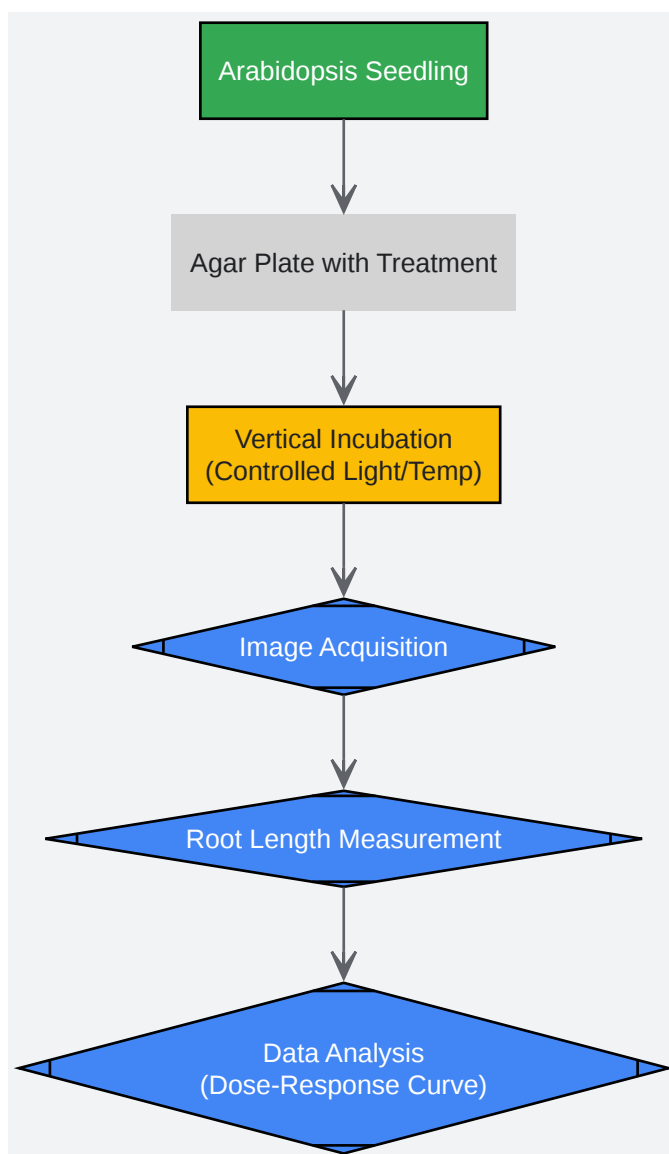 Arabidopsis Seedling
Agar Plate with Treatment
Vertical Incubation
(Controlled Light/Temp)
Image Acquisition
Root Length Measurement
Data Analysis
(Dose-Response Curve)